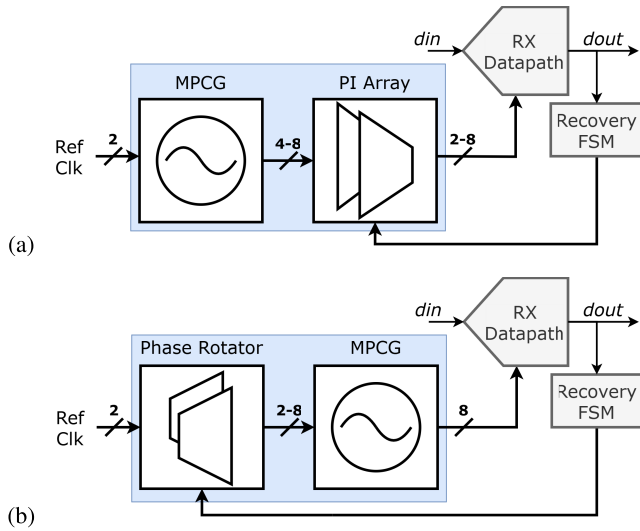 din
RX
Datapath
dout
MPCG
PI Array
Ref
Clk
2
4-8
2-8
Recovery
FSM
(a)
din
RX
Datapath
dout
Phase Rotator
MPCG
Ref
Clk
2
2-8
8
Recovery
FSM
(b)